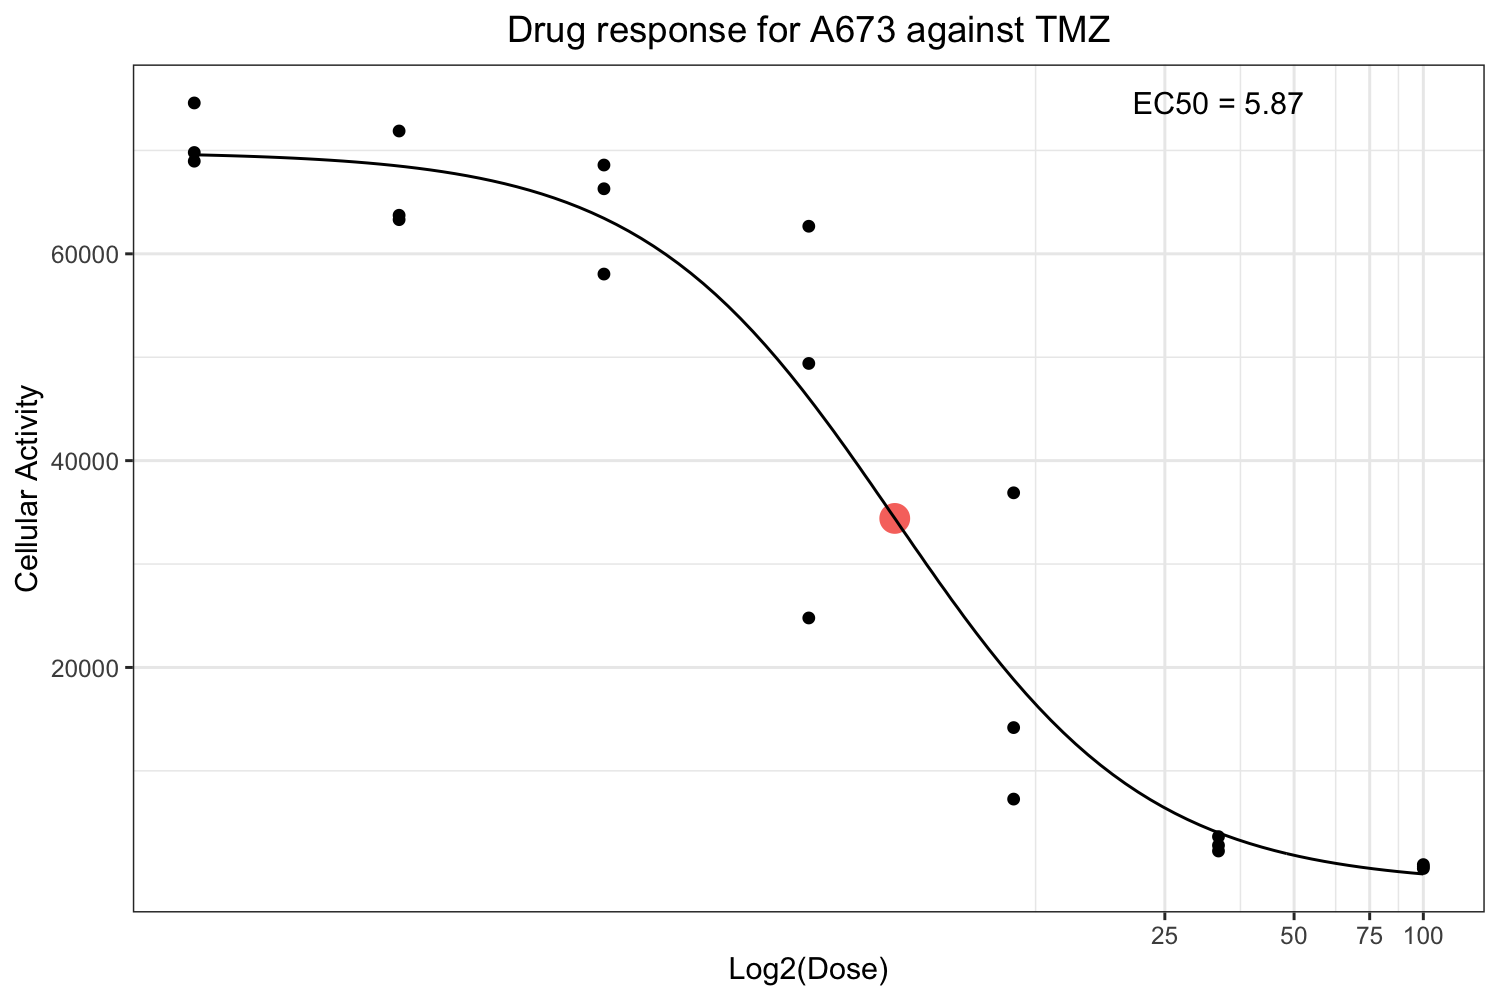 Drug response for A673 against TMZ
EC50 = 5.87
60000
40000
20000
Cellular Activity
25 50 75 100
Log2(Dose)